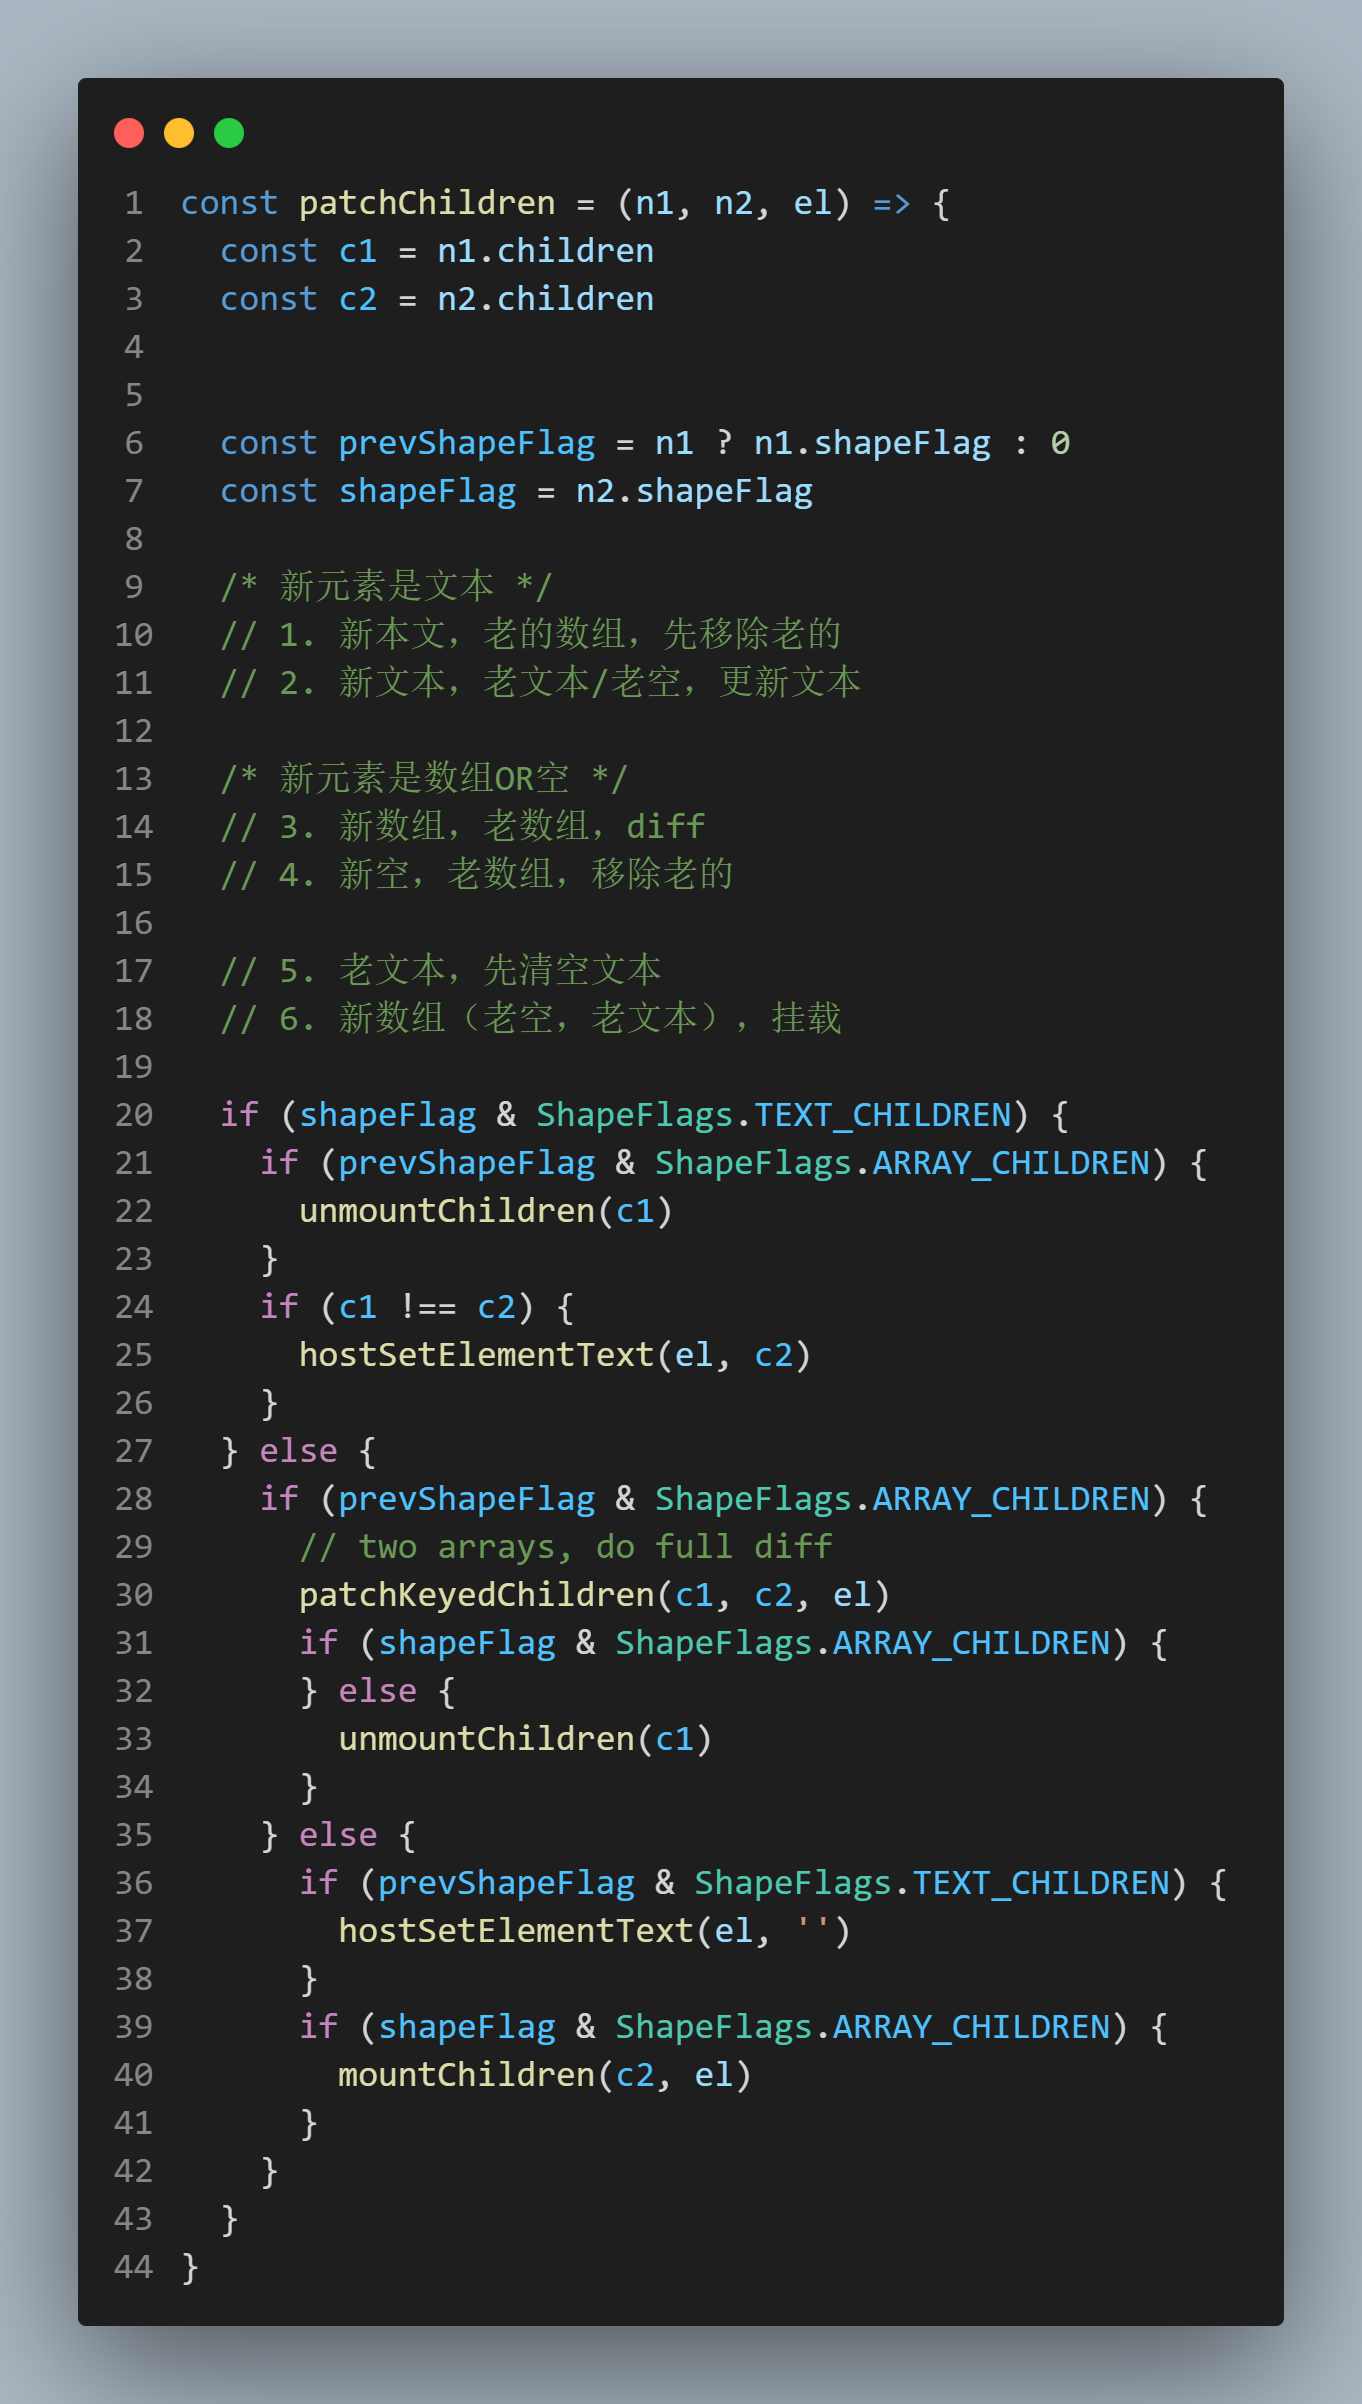 1 const patchChildren = (n1, n2, el) => {
2   const c1 = n1.children
3   const c2 = n2.children
4
5
6   const prevShapeFlag = n1 ? n1.shapeFlag : 0
7   const shapeFlag = n2.shapeFlag
8
9   /* 新元素是文本 */
10   // 1. 新本文，老的数组，先移除老的
11   // 2. 新文本，老文本/老空，更新文本
12
13   /* 新元素是数组OR空 */
14   // 3. 新数组，老数组，diff
15   // 4. 新空，老数组，移除老的
16
17   // 5. 老文本，先清空文本
18   // 6. 新数组（老空，老文本），挂载
19
20   if (shapeFlag & ShapeFlags.TEXT_CHILDREN) {
21     if (prevShapeFlag & ShapeFlags.ARRAY_CHILDREN) {
22       unmountChildren(c1)
23     }
24     if (c1 !== c2) {
25       hostSetElementText(el, c2)
26     }
27   } else {
28     if (prevShapeFlag & ShapeFlags.ARRAY_CHILDREN) {
29       // two arrays, do full diff
30       patchKeyedChildren(c1, c2, el)
31       if (shapeFlag & ShapeFlags.ARRAY_CHILDREN) {
32       } else {
33         unmountChildren(c1)
34       }
35     } else {
36       if (prevShapeFlag & ShapeFlags.TEXT_CHILDREN) {
37         hostSetElementText(el, '')
38       }
39       if (shapeFlag & ShapeFlags.ARRAY_CHILDREN) {
40         mountChildren(c2, el)
41       }
42     }
43   }
44 }